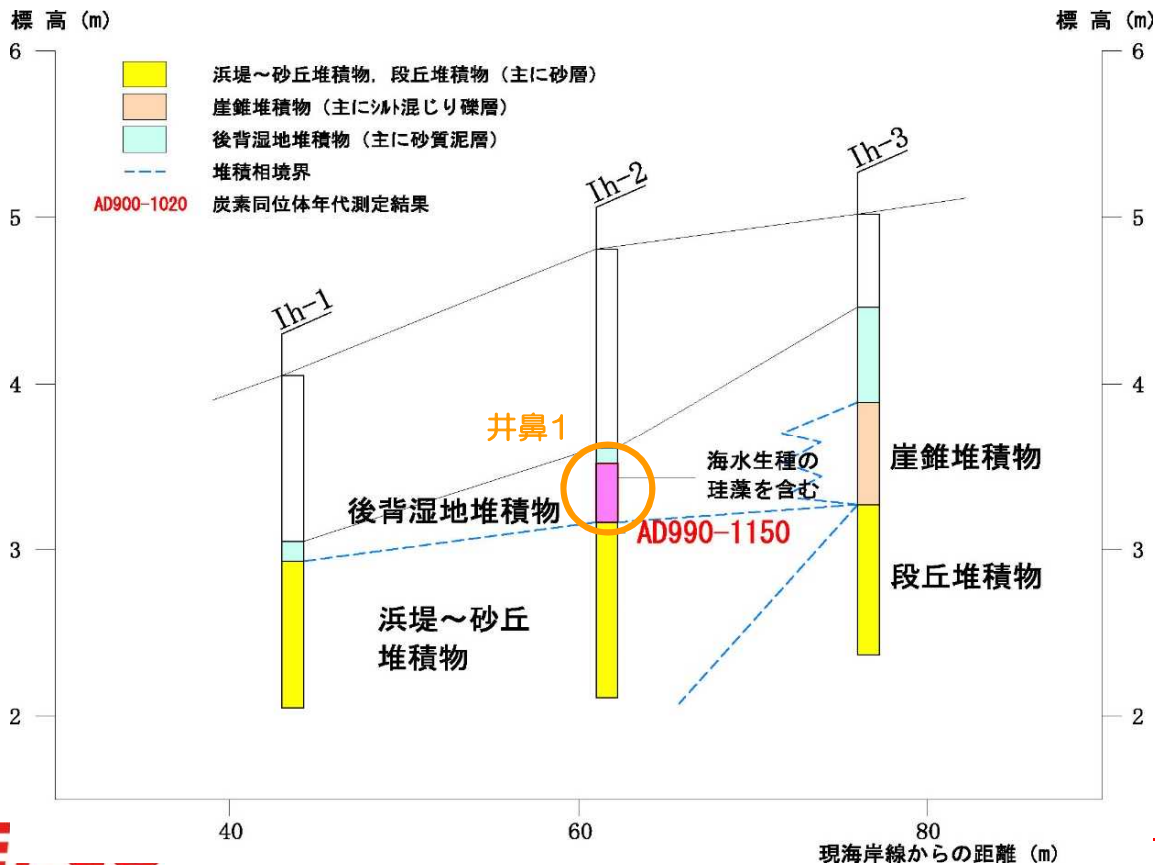 標 高 (m)
標 高 (m)
6
6
浜堤～砂丘堆積物, 段丘堆積物 (主に砂層)
崖錐堆積物 (主にｼﾙﾄ混じり礫層)
後背湿地堆積物 (主に砂質泥層)
堆積相境界
AD900-1020 炭素同位体年代測定結果
Ih-3
Ih-2
5
5
Ih-1
4
4
井鼻1
海水生種の
珪藻を含む
崖錐堆積物
後背湿地堆積物
AD990-1150
3
3
段丘堆積物
浜堤～砂丘
堆積物
2
2
40
60
80
現海岸線からの距離 (m)